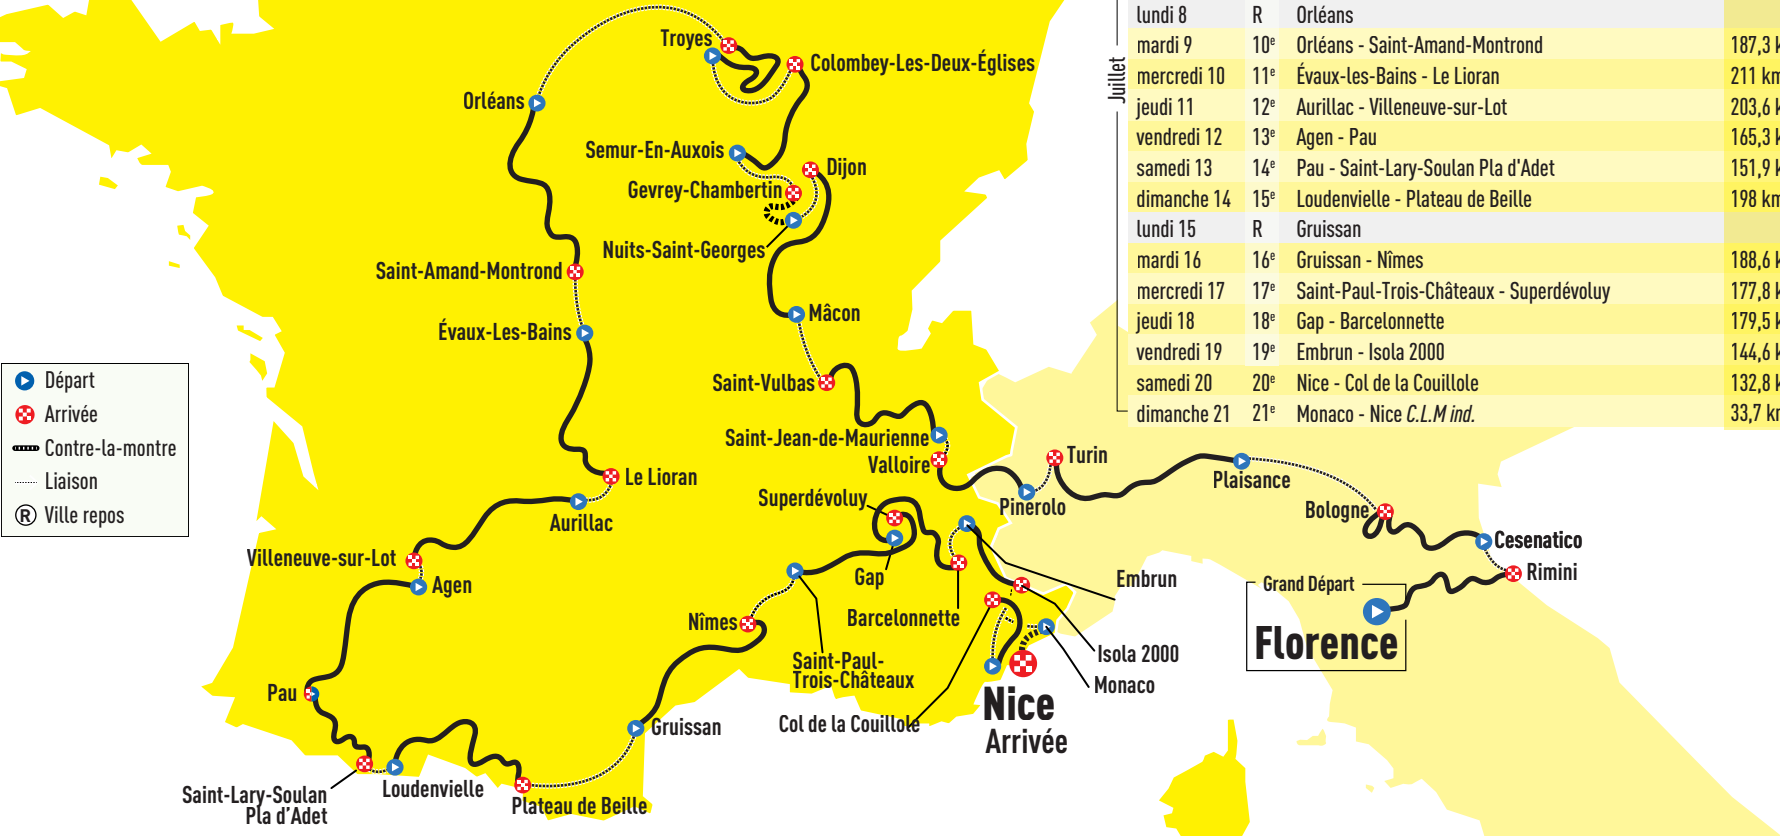 Troyes
Colombey-Les-Deux-Églises
Orléans
Semur-En-Auxois
Dijon
Gevrey-Chambertin
Nuits-Saint-Georges
Saint-Amand-Montrond
Mâcon
Évaux-Les-Bains
Saint-Vulbas
Départ
Arrivée
Contre-la-montre
Liaison
R Ville repos
Saint-Jean-de-Maurienne
Valloire
Turin
Plaisance
Le Lioran
Superdévoluy
Pinerolo
Bologne
Aurillac
Cesenatico
Villeneuve-sur-Lot
Gap
Embrun
Rimini
Agen
Grand Départ
Florence
Barcelonnette
Nîmes
Isola 2000
Saint-Paul-
Trois-Châteaux
Monaco
Pau
Nice
Arrivée
Col de la Couillole
Gruissan
Loudenvielle
Saint-Lary-Soulan
Pla d'Adet
Plateau de Beille
Juillet
lundi 8 R Orléans
mardi 9 10e Orléans - Saint-Amand-Montrond 187,3 k
mercredi 10 11e Évaux-les-Bains - Le Lioran 211 km
jeudi 11 12e Aurillac - Villeneuve-sur-Lot 203,6 k
vendredi 12 13e Agen - Pau 165,3 k
samedi 13 14e Pau - Saint-Lary-Soulan Pla d'Adet 151,9 k
dimanche 14 15e Loudenvielle - Plateau de Beille 198 km
lundi 15 R Gruissan
mardi 16 16e Gruissan - Nîmes 188,6 k
mercredi 17 17e Saint-Paul-Trois-Châteaux - Superdévoluy 177,8 k
jeudi 18 18e Gap - Barcelonnette 179,5 k
vendredi 19 19e Embrun - Isola 2000 144,6 k
samedi 20 20e Nice - Col de la Couillole 132,8 k
dimanche 21 21e Monaco - Nice C.L.M ind. 33,7 km